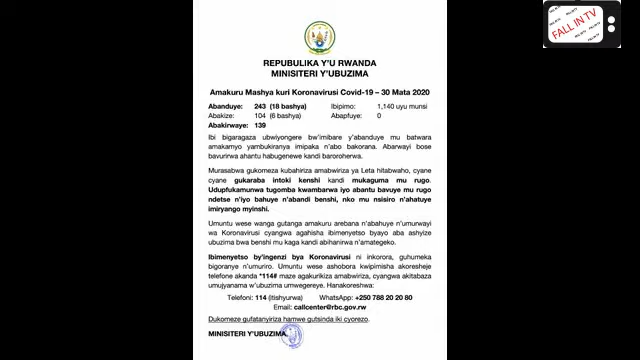 FALL IN TV
REPUBULIKA Y'U RWANDA
MINISITERI Y'UBUZIMA
Amakuru Mashya kuri Koronavirusi Covid-19 – 30 Mata 2020
Abanduye: 243 (18 bashya) Ibipimo: 1,140 uyu munsi
Abakize: 104 (6 bashya) Abapfuye: 0
Abakirwaye: 139
Ibi bigaragaza ubwiyongere bw'imibare y'abanduye mu batwara
amakamyo yambukiranya imipaka n'abo bakorana. Abarwayi bose
bavurirwa ahantu habugenewe kandi baroroherwa.
Murasabwa gukomeza kubahiriza amabwiriza ya Leta hitabwaho, cyane
cyane gukaraba intoki kenshi kandi mukaguma mu rugo.
Udupfukamunwa tugomba kwambarwa iyo abantu bavuye mu rugo
ndetse n'iyo bahuye n'abandi benshi, nko mu nsisiro n'ahatuye
imiryango myinshi.
Umuntu wese wanga gutanga amakuru arebana n'abahuye n'umurwayi
wa Koronavirusi cyangwa agahisha ibimenyetso byayo aba ashyize
ubuzima bwa benshi mu kaga kandi abihanirwa n'amategeko.
Ibimenyetso by'ingenzi bya Koronavirusi ni inkorora, guhumeka
bigoranye n'umuriro. Umuntu wese ashobora kwipimisha akoresheje
telefone akanda *114# maze agakurikiza amabwiriza, cyangwa akitabaza
umujyanama w'ubuzima umwegereye. Hanakoreshwa:
Telefoni: 114 (itishyurwa) WhatsApp: +250 788 20 20 80
Email: callcenter@rbc.gov.rw
Dukomeze gufatanyiriza hamwe gutsinda iki cyorezo.
MINISITERI Y'UBUZIMA